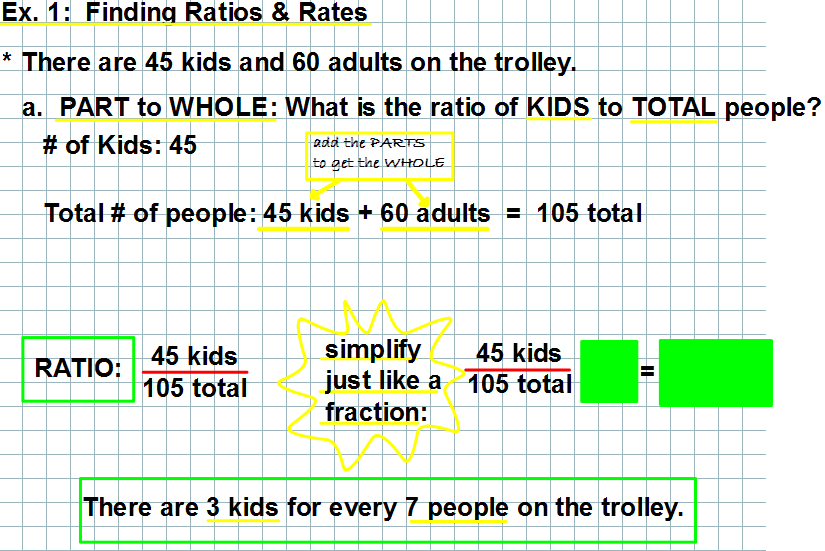 Ex. 1: Finding Ratios & Rates
* There are 45 kids and 60 adults on the trolley.
a. PART to WHOLE: What is the ratio of KIDS to TOTAL people?
# of Kids: 45
add the PARTS
to get the WHOLE
Total # of people: 45 kids + 60 adults = 105 total
RATIO:
45 kids
105 total
simplify
just like a
fraction:
45 kids
105 total
=
There are 3 kids for every 7 people on the trolley.